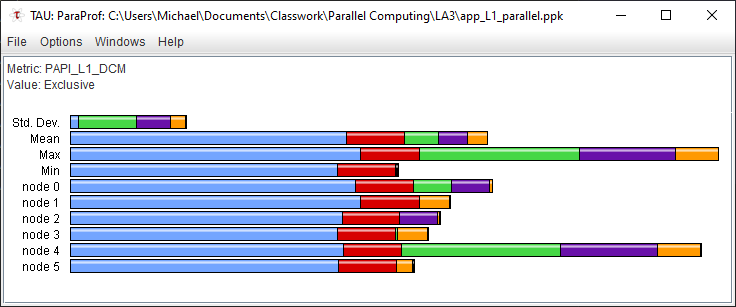 TAU: ParaProf: C:\Users\Michael\Documents\Classwork\Parallel Computing\LA3\app_L1_parallel.ppk
File Options Windows Help
Metric: PAPI_L1_DCM
Value: Exclusive
Std. Dev.
Mean
Max
Min
node 0
node 1
node 2
node 3
node 4
node 5